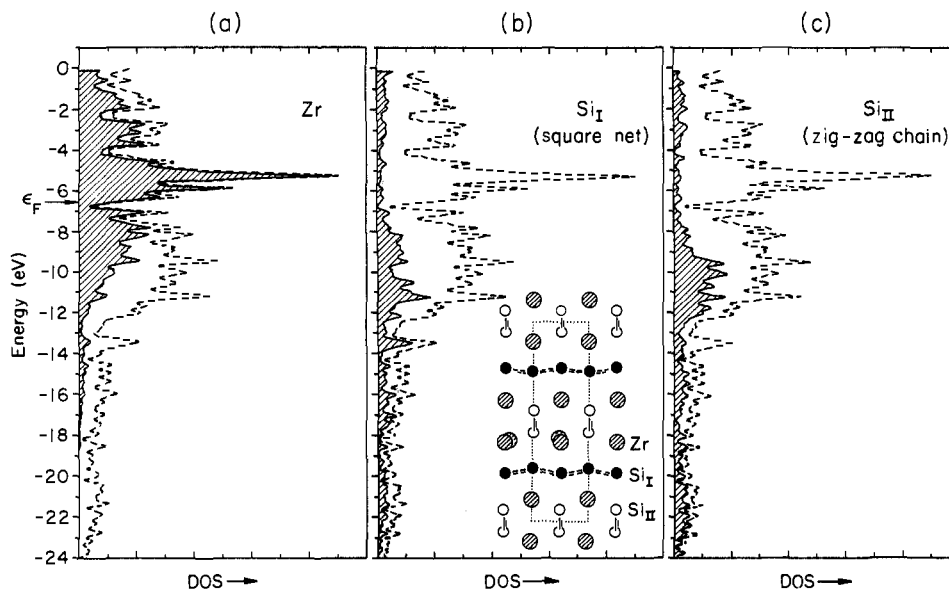 (a)
(b)
(c)
Zr
Si_I
(square net)
Si_II
(zig-zag chain)
Energy (eV)
0
-2
-4
-6
ϵ_F
-8
-10
-12
-14
-16
-18
-20
-22
-24
Zr
Si_I
Si_II
DOS→
DOS→
DOS→